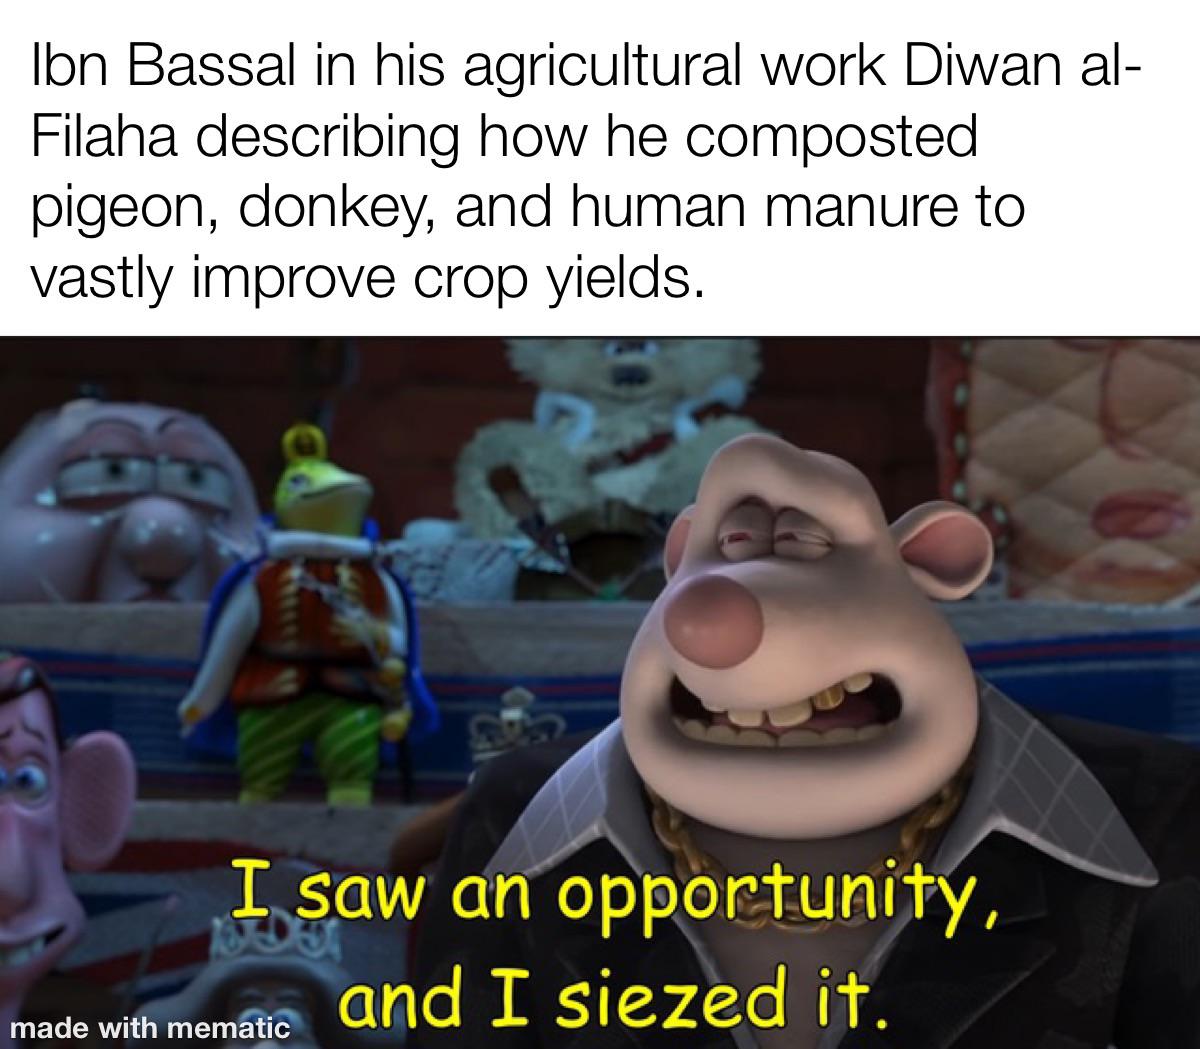 Ibn Bassal in his agricultural work Diwan al-
Filaha describing how he composted
pigeon, donkey, and human manure to
vastly improve crop yields.
I saw an opportunity,
and I siezed it.
made with mematic